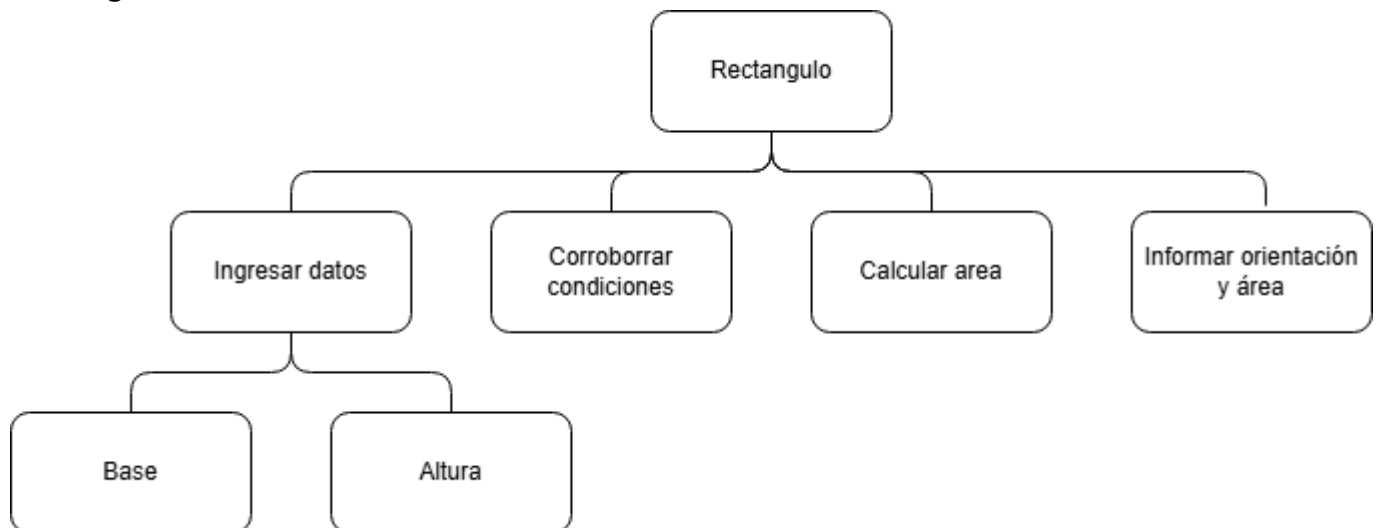 Rectangulo
Ingresar datos
Corroborrar
condiciones
Calcular area
Informar orientación
y área
Base
Altura